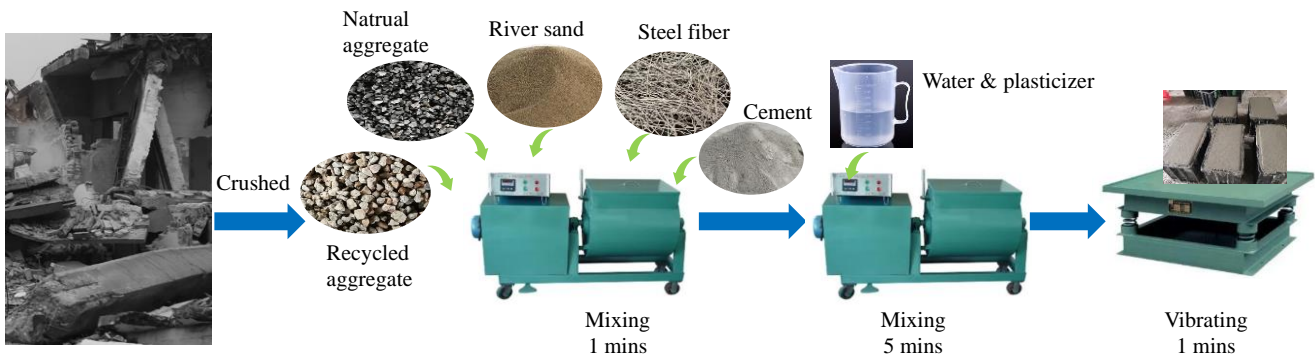 Natrual
aggregate
River sand
Steel fiber
Water & plasticizer
Cement
Crushed
Recycled
aggregate
Mixing
1 mins
Mixing
5 mins
Vibrating
1 mins